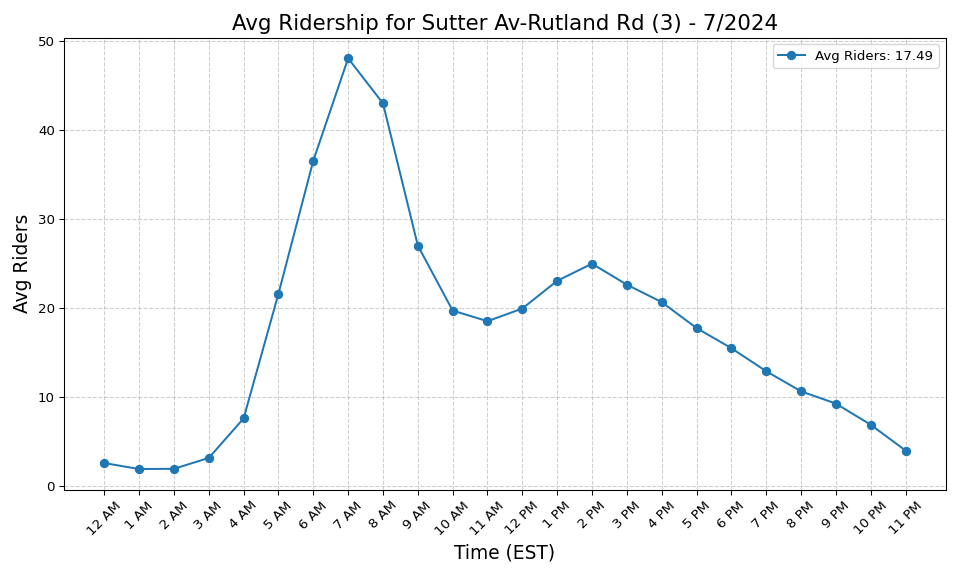 Avg Ridership for Sutter Av-Rutland Rd (3) - 7/2024
Avg Riders: 17.49
Avg Riders
50
40
30
20
10
0
12 AM 1 AM 2 AM 3 AM 4 AM 5 AM 6 AM 7 AM 8 AM 9 AM 10 AM 11 AM 12 PM 1 PM 2 PM 3 PM 4 PM 5 PM 6 PM 7 PM 8 PM 9 PM 10 PM 11 PM
Time (EST)